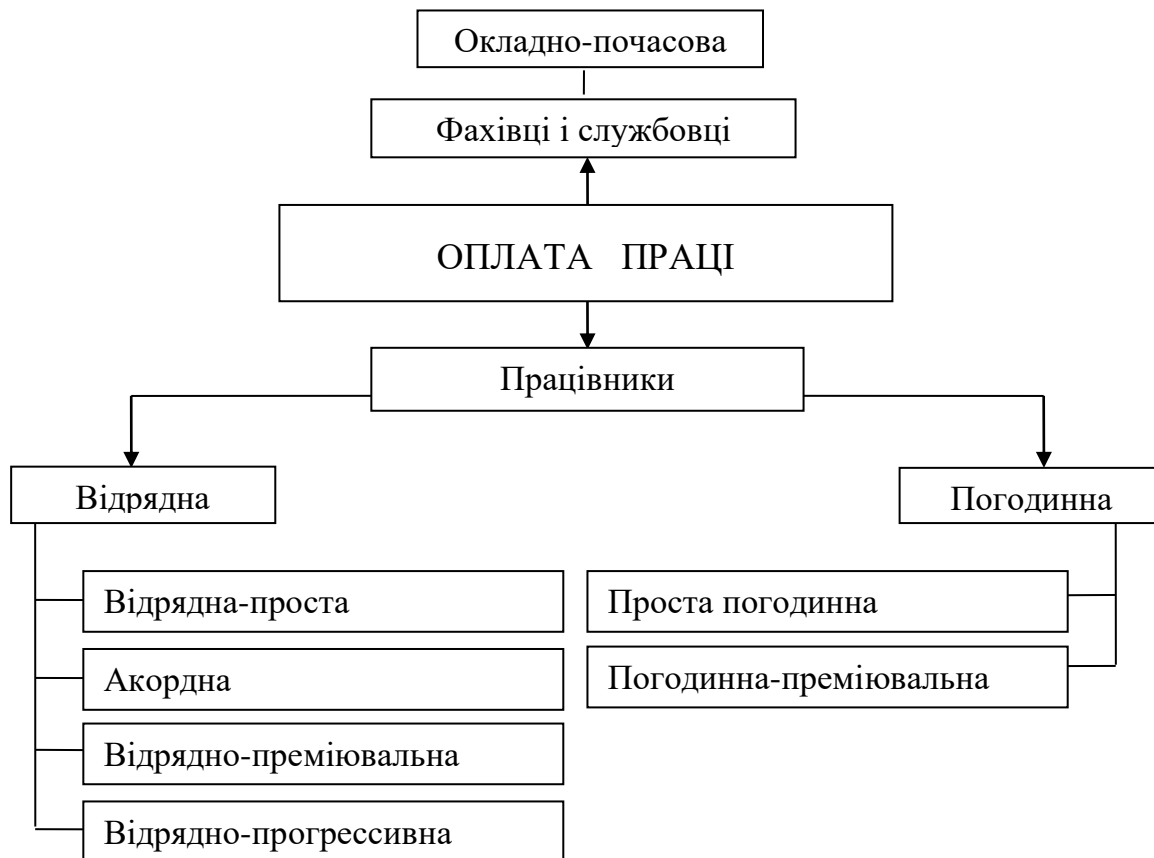 Окладно-почасова
Фахівці і службовці
ОПЛАТА ПРАЦІ
Працівники
Відрядна
Погодинна
Відрядна-проста
Проста погодинна
Акордна
Погодинна-преміювальна
Відрядно-преміювальна
Відрядно-прогрессивна